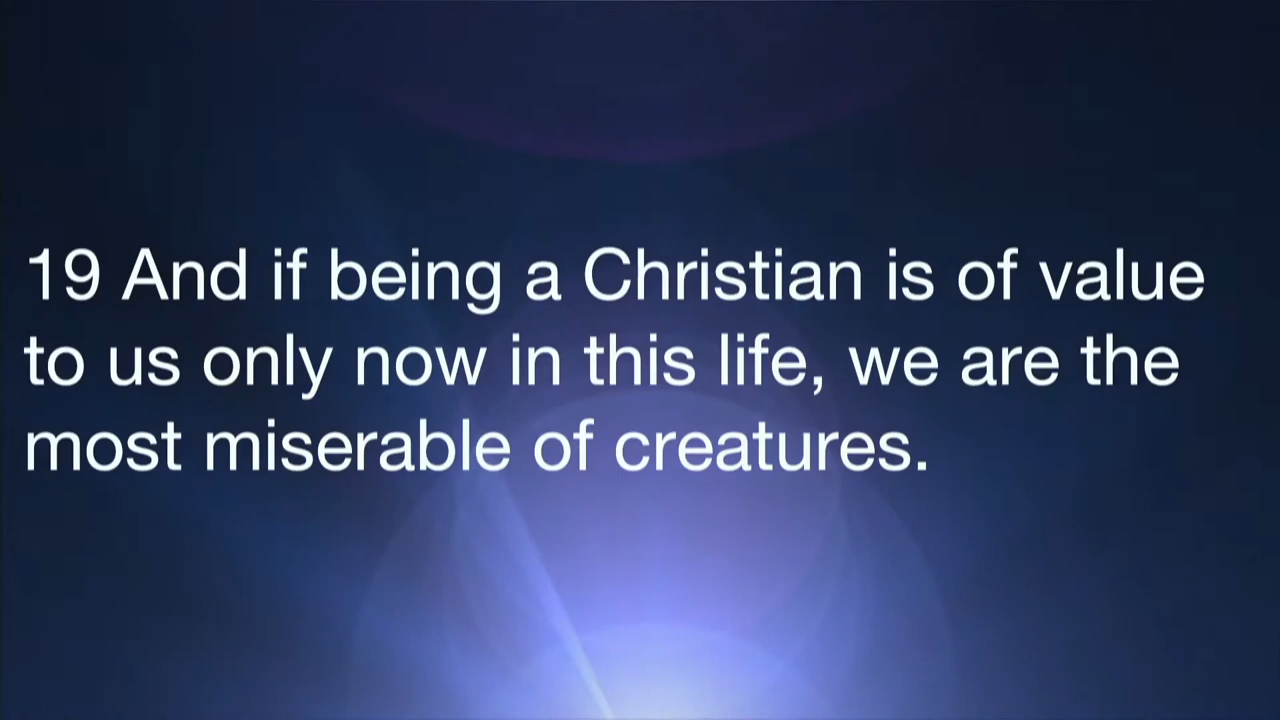 19 And if being a Christian is of value
to us only now in this life, we are the
most miserable of creatures.